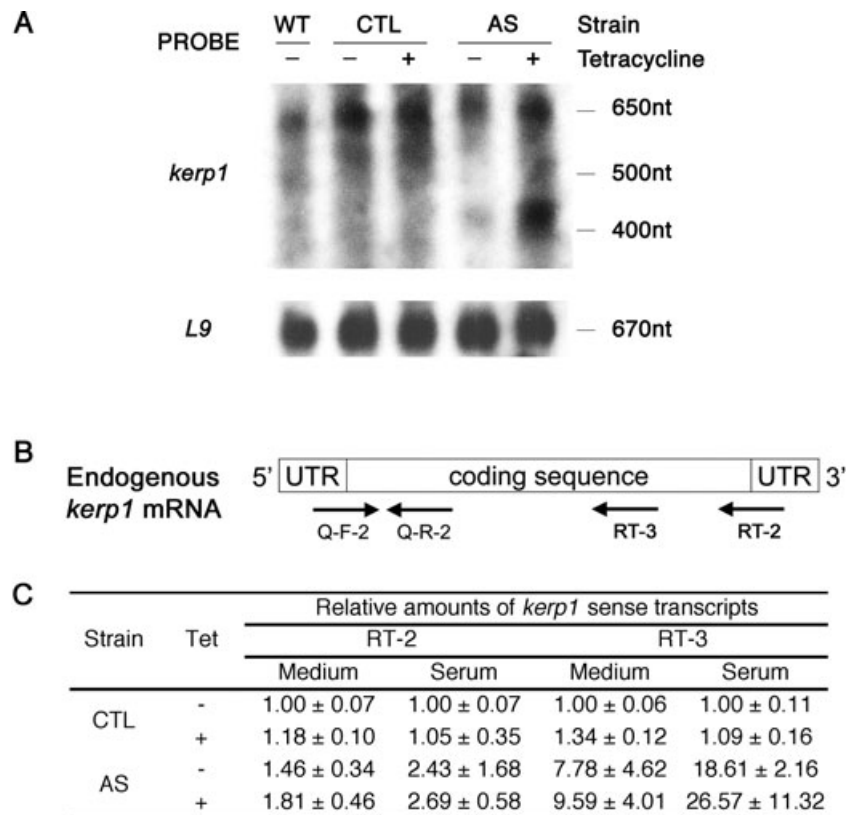 A
PROBE WT CTL AS Strain
− − + − + Tetracycline
650nt
kerp1 500nt
400nt
L9 670nt
B
Endogenous kerp1 mRNA
5' UTR coding sequence UTR 3'
Q-F-2 Q-R-2 RT-3 RT-2
C
Relative amounts of kerp1 sense transcripts
Strain Tet RT-2 RT-3
Medium Serum Medium Serum
CTL - 1.00 ± 0.07 1.00 ± 0.07 1.00 ± 0.06 1.00 ± 0.11
+ 1.18 ± 0.10 1.05 ± 0.35 1.34 ± 0.12 1.09 ± 0.16
AS - 1.46 ± 0.34 2.43 ± 1.68 7.78 ± 4.62 18.61 ± 2.16
+ 1.81 ± 0.46 2.69 ± 0.58 9.59 ± 4.01 26.57 ± 11.32